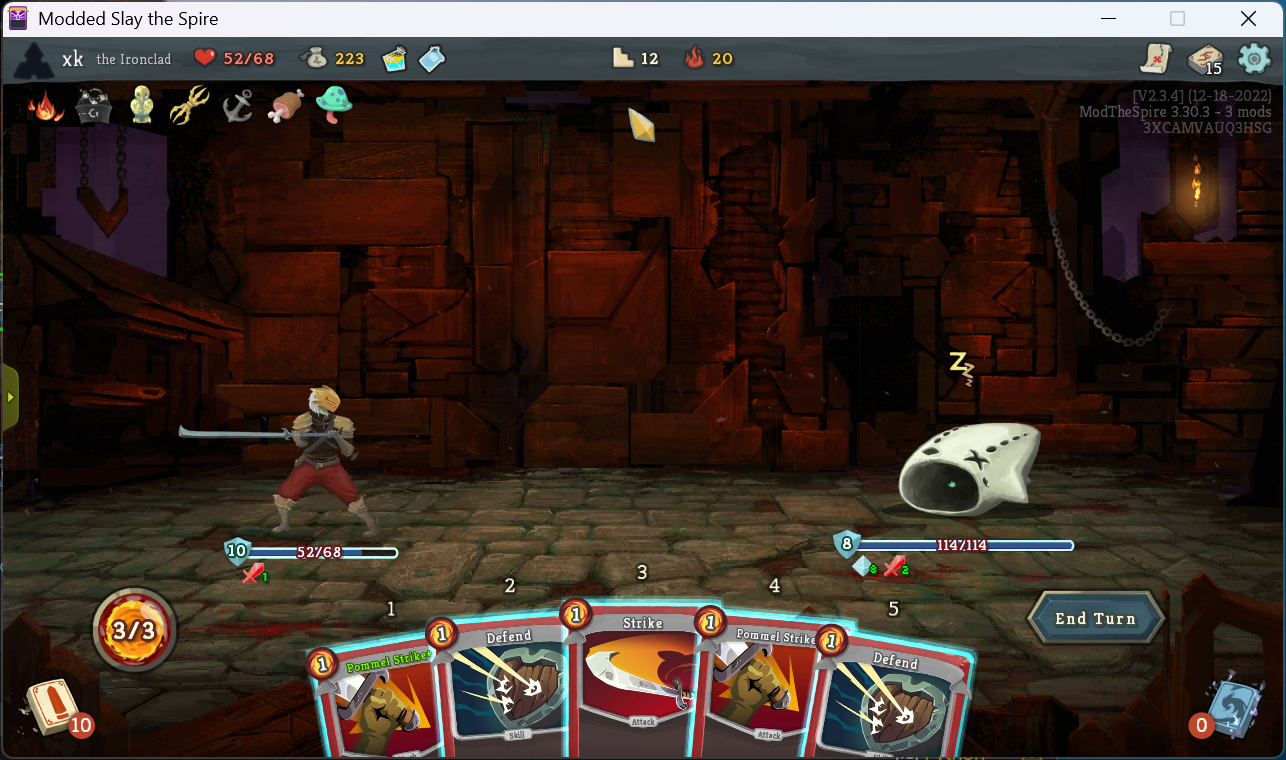 Modded Slay the Spire
xk the Ironclad 52/68 223 12 20 15
[V2.3.4] (12-18-2022)
ModTheSpire 3.30.3 - 3 mods
3XCAMVAUQ3HSG
10 52/68
1
8 114/114
8 2
3/3
1 2 3 4 5
1 Pommel Strike+
1 Defend
Skill
1 Strike
Attack
1 Pommel Strike
Attack
1 Defend
End Turn
10
0